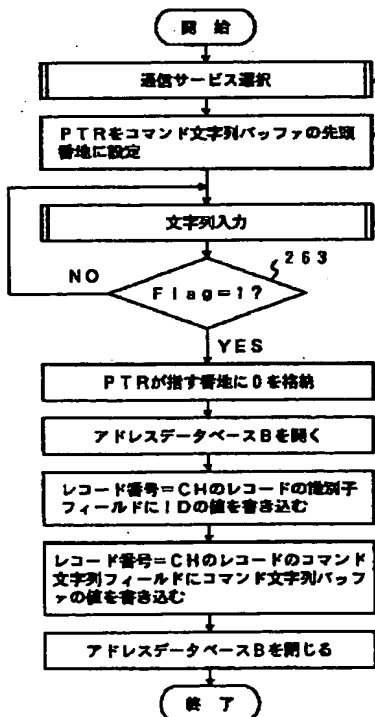 開 始
通信サービス選択
PTRをコマンド文字列バッファの先頭
番地に設定
文字列入力
263
NO
Flag=1?
YES
PTRが指す番地に0を格納
アドレスデータベースBを開く
レコード番号=CHのレコードの識別子
フィールドにIDの値を書き込む
レコード番号=CHのレコードのコマンド
文字列フィールドにコマンド文字列バッ
ファの値を書き込む
アドレスデータベースBを閉じる
終 了